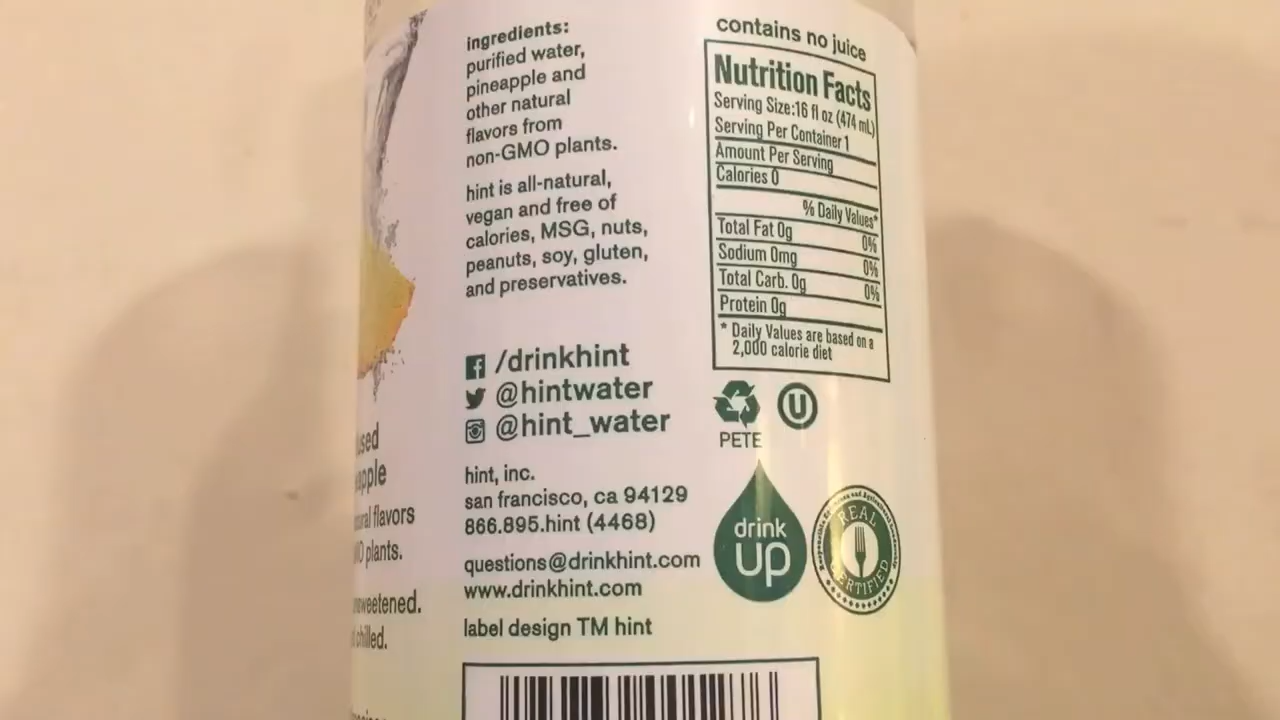 ingredients:
purified water,
pineapple and
other natural
flavors from
non-GMO plants.
hint is all-natural,
vegan and free of
calories, MSG, nuts,
peanuts, soy, gluten,
and preservatives.
/drinkhint
@hintwater
@hint_water
hint, inc.
san francisco, ca 94129
866.895.hint (4468)
questions@drinkhint.com
www.drinkhint.com
label design TM hint
contains no juice
Nutrition Facts
Serving Size:16 fl oz (474 mL)
Serving Per Container 1
Amount Per Serving
Calories 0
% Daily Values*
Total Fat 0g 0%
Sodium 0mg 0%
Total Carb. 0g 0%
Protein 0g
* Daily Values are based on a
2,000 calorie diet
PETE
U
drink
up
REAL
flavors
plants.
chilled.